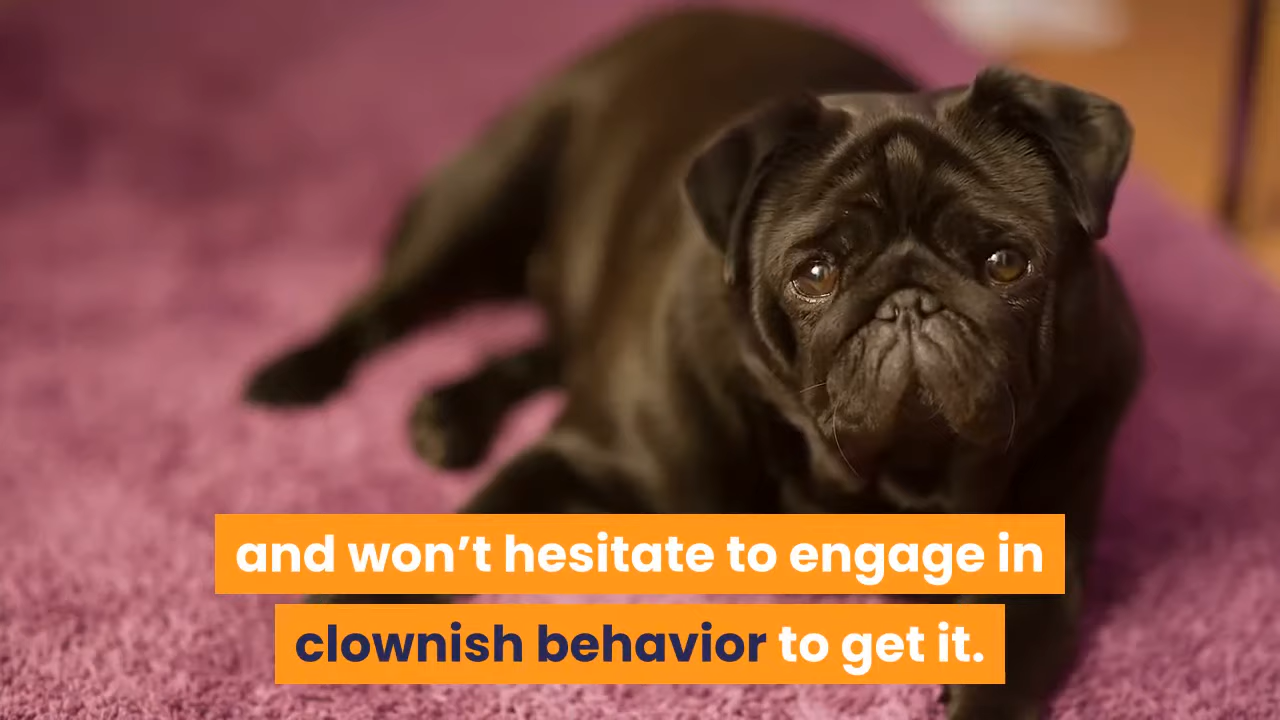 and won’t hesitate to engage in
clownish behavior to get it.